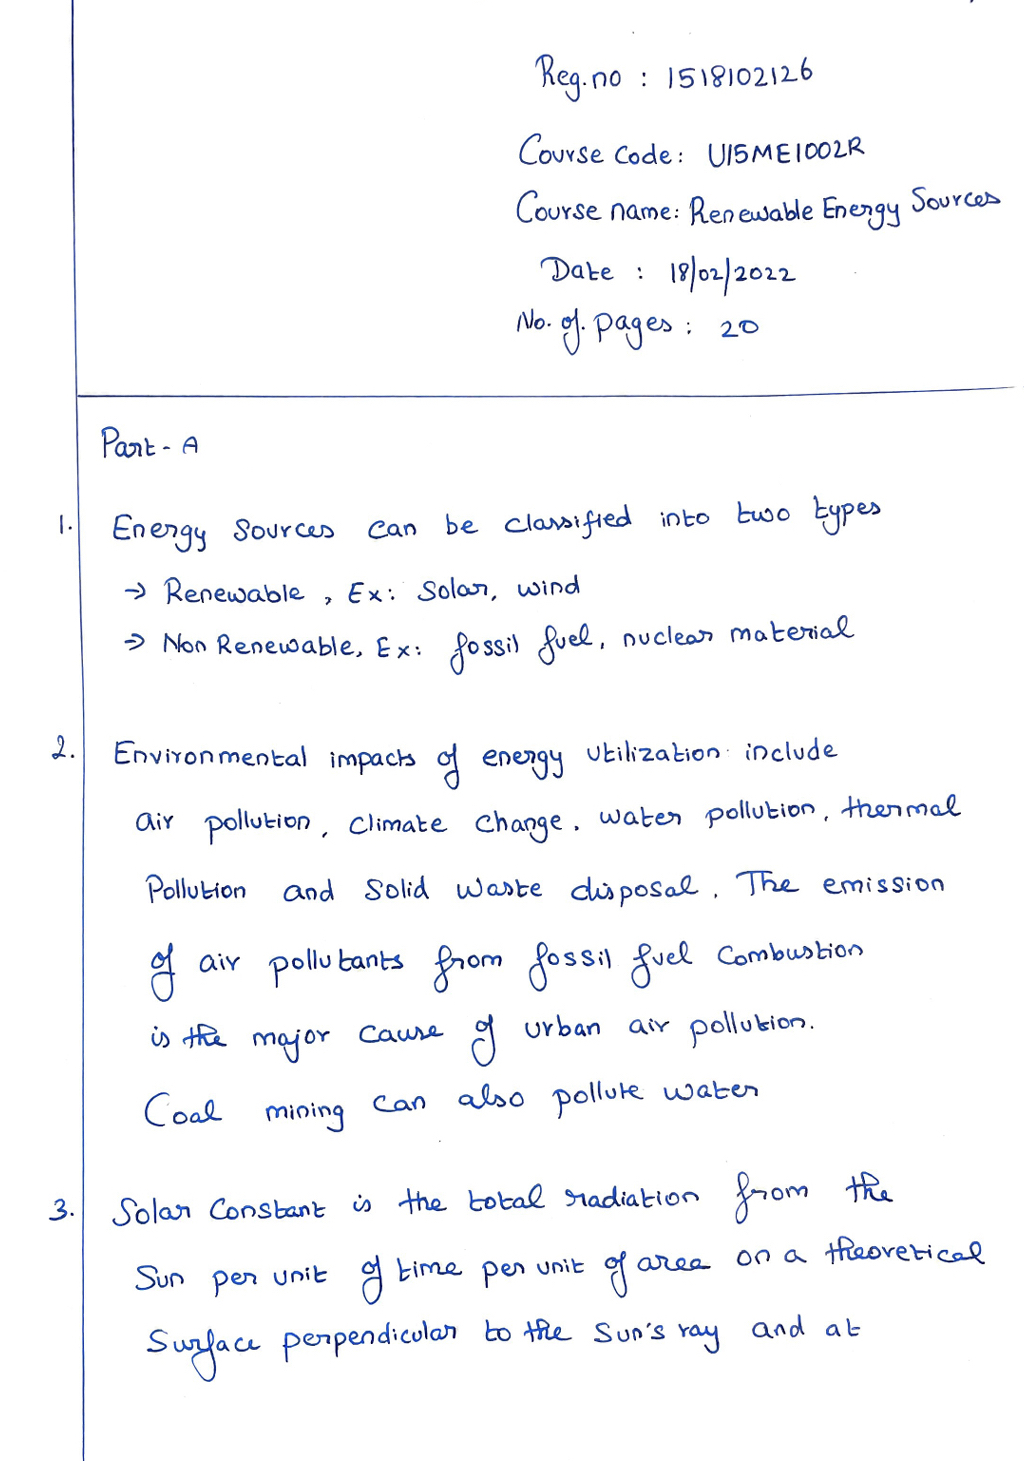 Reg.no : 1518102126
Course Code: U15ME1002R
Course name: Renewable Energy Sources
Date : 18/02/2022
No. of. pages : 20
Part - A
1. Energy Sources can be classified into two types
→ Renewable, Ex: Solar, wind
→ Non Renewable, Ex: fossil fuel, nuclear material
2. Environmental impacts of energy utilization include
air pollution, climate change, water pollution, thermal
Pollution and Solid waste disposal. The emission
of air pollutants from fossil fuel combustion
is the major cause of urban air pollution.
Coal mining can also pollute water
3. Solar Constant is the total radiation from the
Sun per unit of time per unit of area on a theoretical
Surface perpendicular to the Sun's ray and at